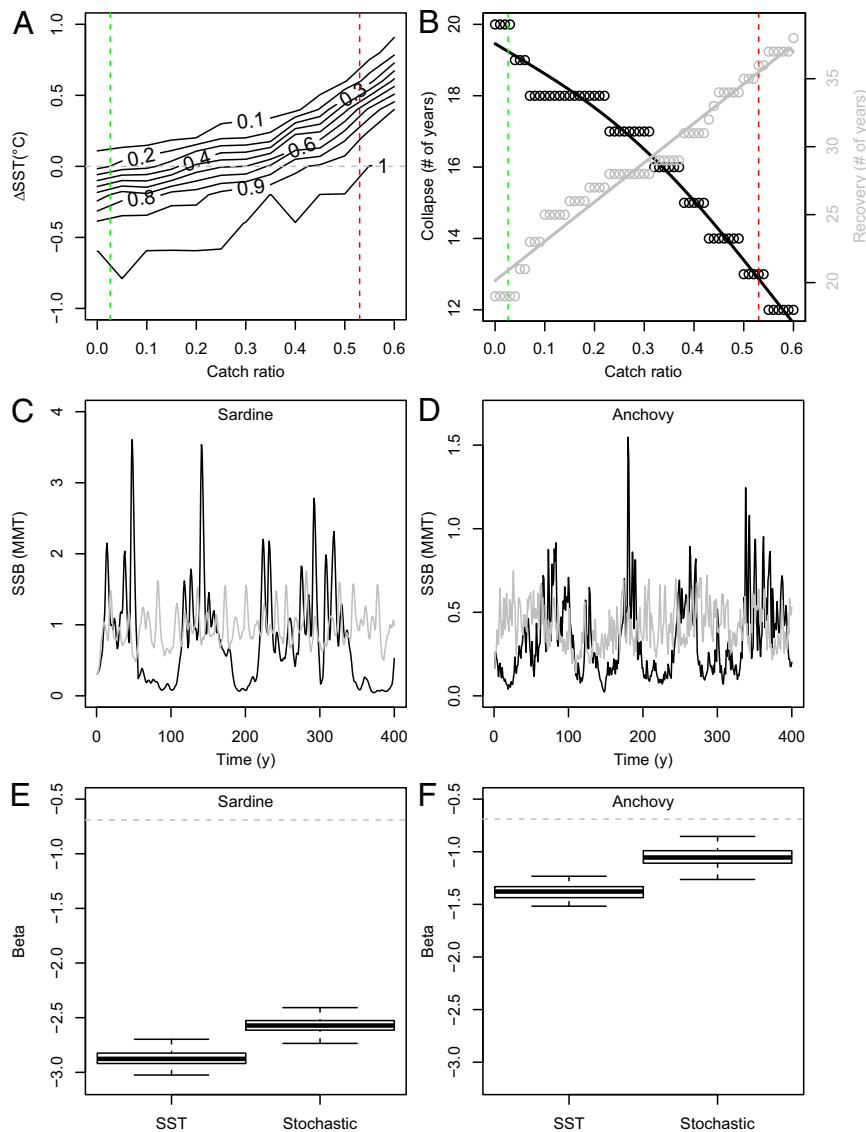 A
1.0
0.5
0.0
−0.5
−1.0
ΔSST(°C)
0.1
0.2
0.3
0.4
0.6
0.8
0.9
1
0.0 0.1 0.2 0.3 0.4 0.5 0.6
Catch ratio
B
20
18
16
14
12
Collapse (# of years)
35
30
25
20
Recovery (# of years)
0.0 0.1 0.2 0.3 0.4 0.5 0.6
Catch ratio
C
Sardine
4
3
2
1
0
SSB (MMT)
0 100 200 300 400
Time (y)
D
Anchovy
1.5
1.0
0.5
0.0
SSB (MMT)
0 100 200 300 400
Time (y)
E
Sardine
−0.5
−1.0
−1.5
−2.0
−2.5
−3.0
Beta
SST Stochastic
F
Anchovy
−0.5
−1.0
−1.5
−2.0
−2.5
−3.0
Beta
SST Stochastic